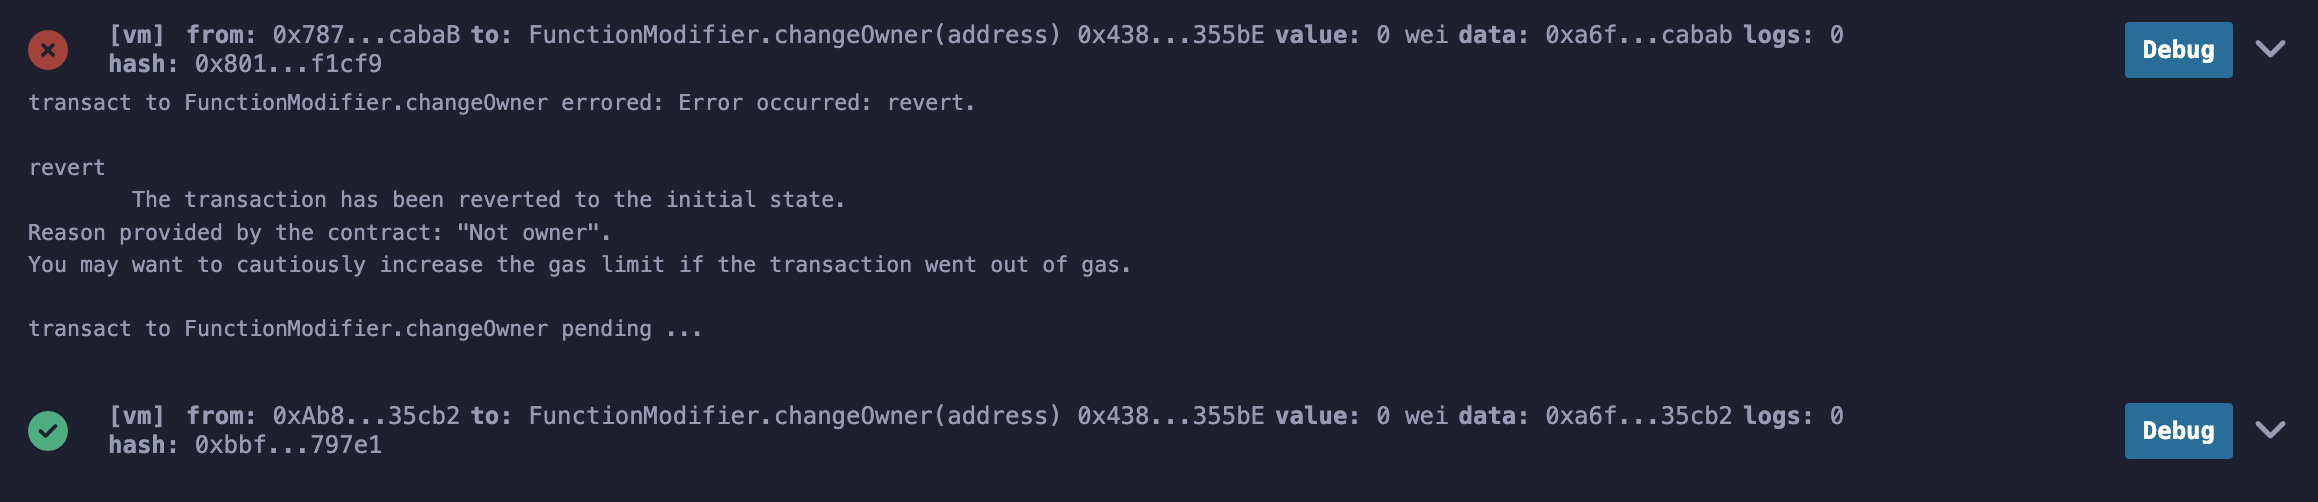 [vm] from: 0x787...cabaB to: FunctionModifier.changeOwner(address) 0x438...355bE value: 0 wei data: 0xa6f...cabab logs: 0
hash: 0x801...f1cf9
Debug
transact to FunctionModifier.changeOwner errored: Error occurred: revert.
revert
The transaction has been reverted to the initial state.
Reason provided by the contract: "Not owner".
You may want to cautiously increase the gas limit if the transaction went out of gas.
transact to FunctionModifier.changeOwner pending ...
[vm] from: 0xAb8...35cb2 to: FunctionModifier.changeOwner(address) 0x438...355bE value: 0 wei data: 0xa6f...35cb2 logs: 0
hash: 0xbbf...797e1
Debug